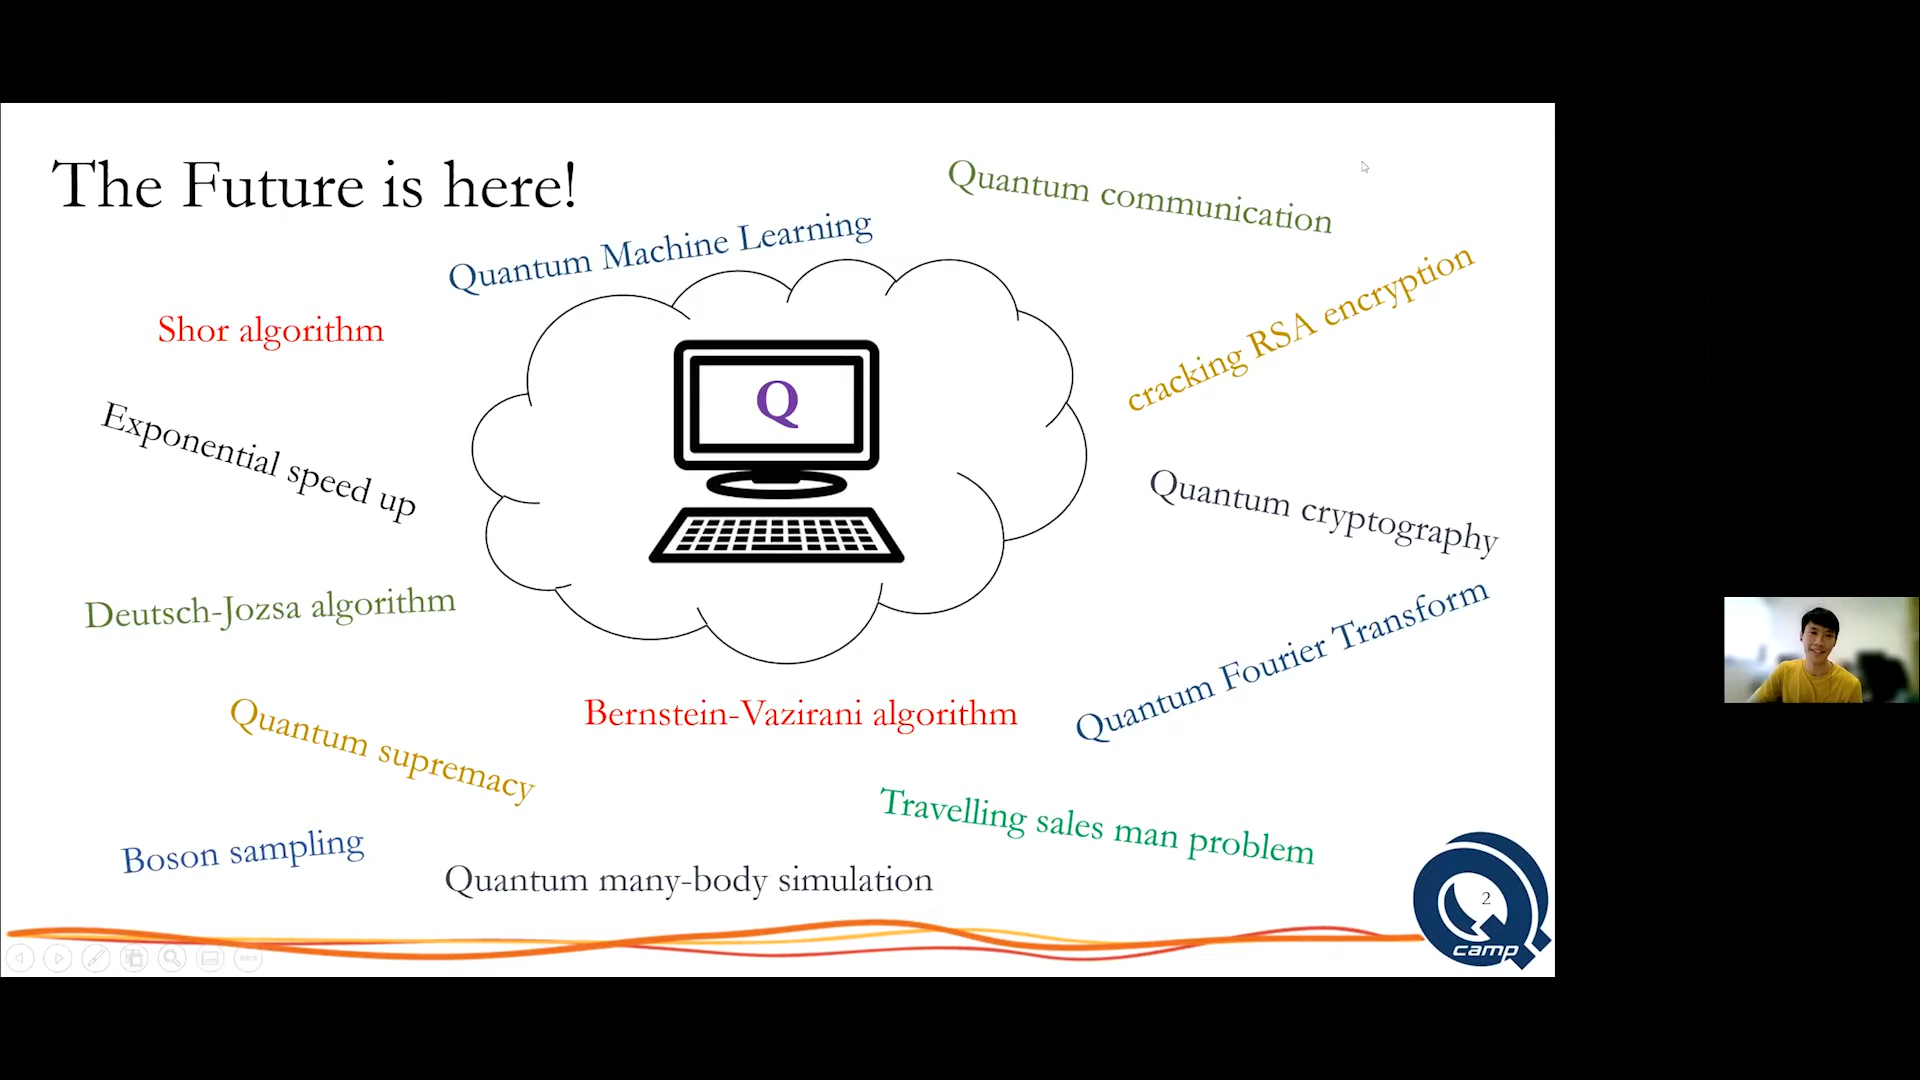 The Future is here!
Quantum communication
Quantum Machine Learning
cracking RSA encryption
Shor algorithm
Q
Exponential speed up
Quantum cryptography
Deutsch-Jozsa algorithm
Quantum Fourier Transform
Bernstein-Vazirani algorithm
Quantum supremacy
Travelling sales man problem
Boson sampling
Quantum many-body simulation
2
camp